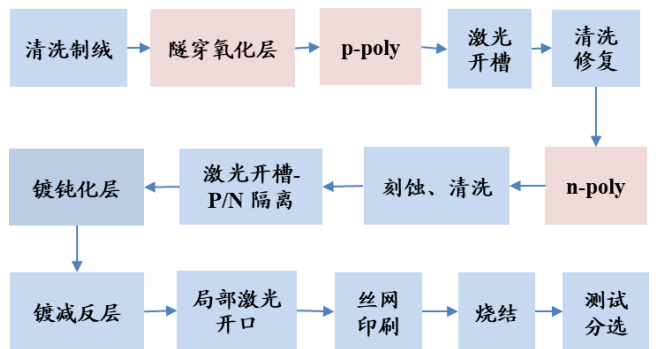 清洗制绒
隧穿氧化层
p-poly
激光
开槽
清洗
修复
n-poly
刻蚀、清洗
激光开槽-
P/N 隔离
镀钝化层
镀减反层
局部激光
开口
丝网
印刷
烧结
测试
分选